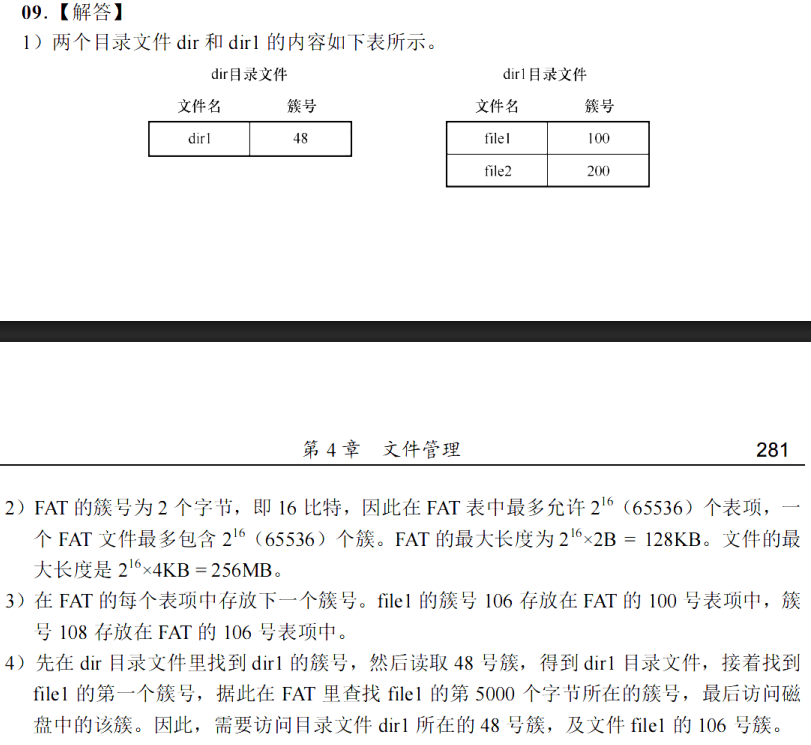 09.【解答】
1）两个目录文件 dir 和 dir1 的内容如下表所示。
dir目录文件
文件名 簇号
dir1 48
dir1目录文件
文件名 簇号
file1 100
file2 200
第 4 章 文件管理 281
2）FAT 的簇号为 2 个字节，即 16 比特，因此在 FAT 表中最多允许 2¹⁶（65536）个表项，一
个 FAT 文件最多包含 2¹⁶（65536）个簇。FAT 的最大长度为 2¹⁶×2B = 128KB。文件的最
大长度是 2¹⁶×4KB = 256MB。
3）在 FAT 的每个表项中存放下一个簇号。file1 的簇号 106 存放在 FAT 的 100 号表项中，簇
号 108 存放在 FAT 的 106 号表项中。
4）先在 dir 目录文件里找到 dir1 的簇号，然后读取 48 号簇，得到 dir1 目录文件，接着找到
file1 的第一个簇号，据此在 FAT 里查找 file1 的第 5000 个字节所在的簇号，最后访问磁
盘中的该簇。因此，需要访问目录文件 dir1 所在的 48 号簇，及文件 file1 的 106 号簇。